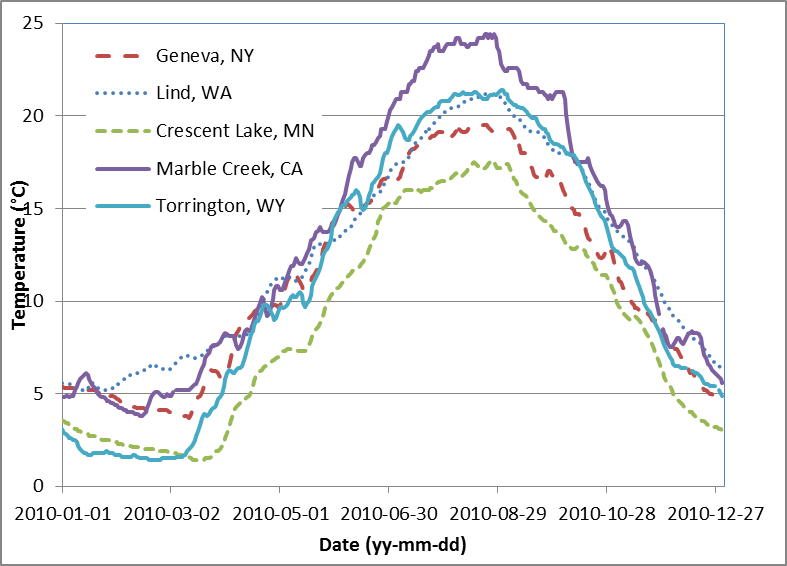 25
20
15
10
5
0
Temperature (˚C)
Geneva, NY
Lind, WA
Crescent Lake, MN
Marble Creek, CA
Torrington, WY
2010-01-01 2010-03-02 2010-05-01 2010-06-30 2010-08-29 2010-10-28 2010-12-27
Date (yy-mm-dd)